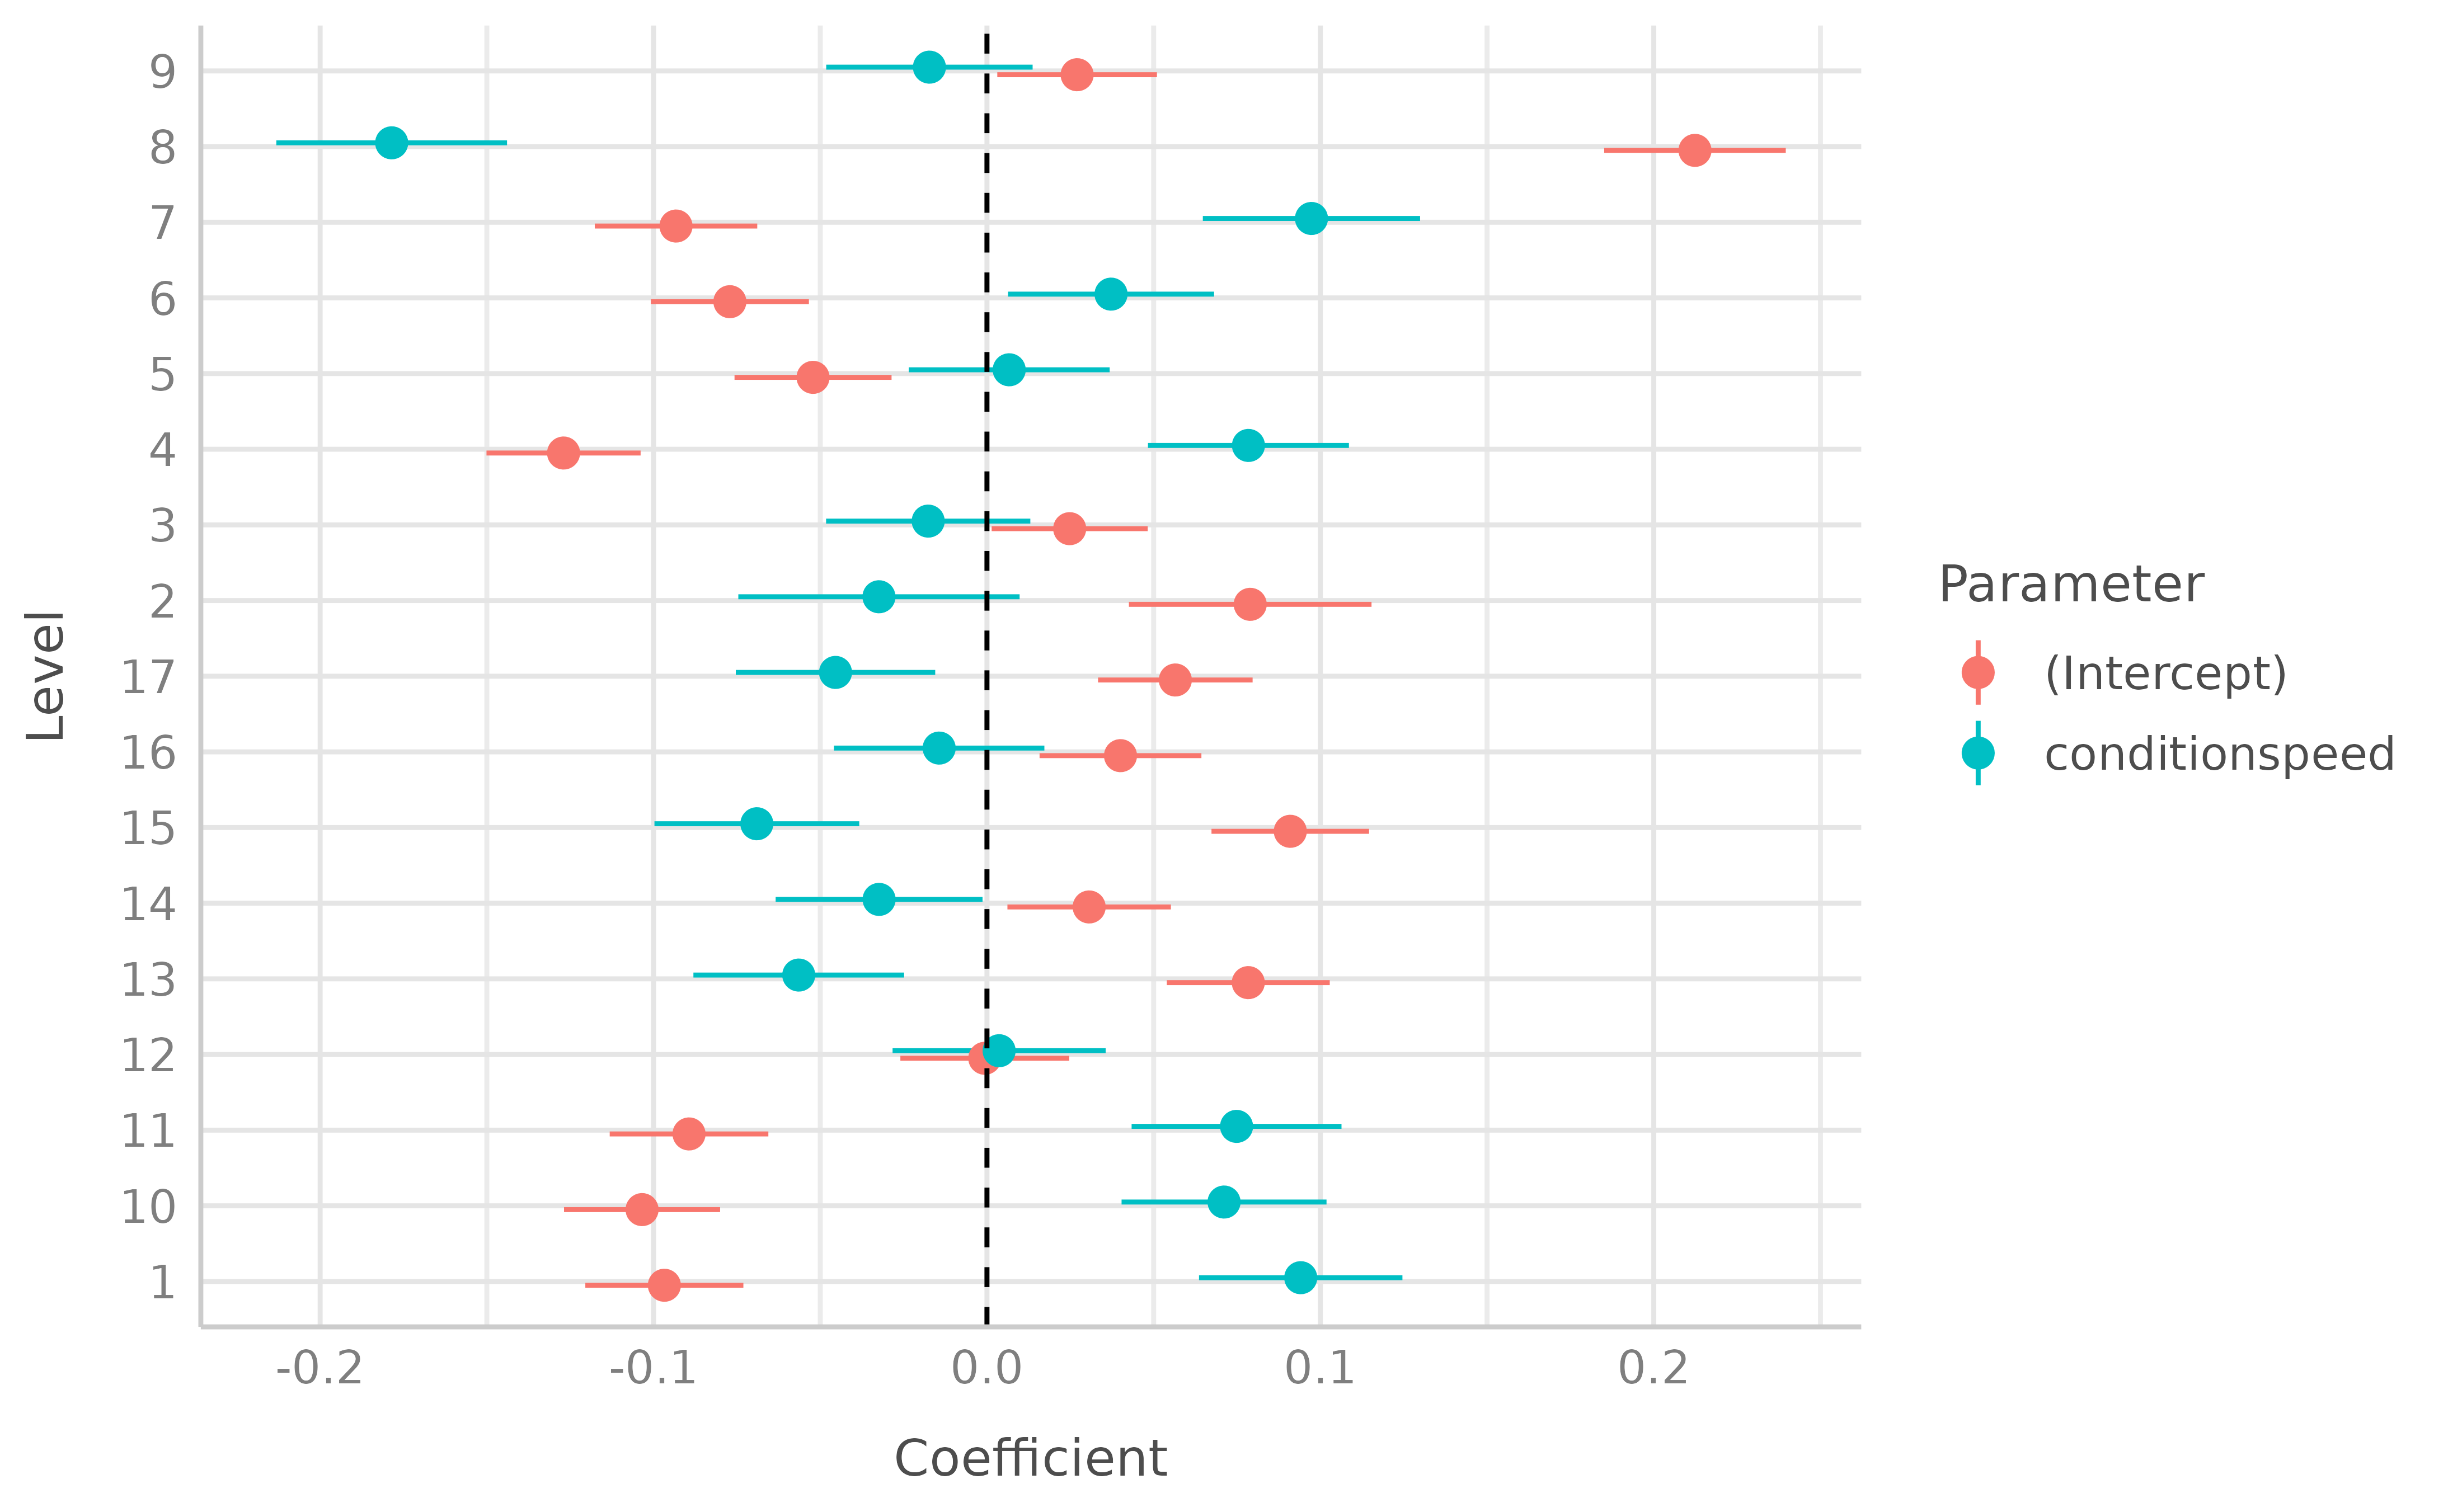 9
8
7
6
5
4
3
2
17
16
15
14
13
12
11
10
1
Level
-0.2 -0.1 0.0 0.1 0.2
Coefficient
Parameter
(Intercept)
conditionspeed